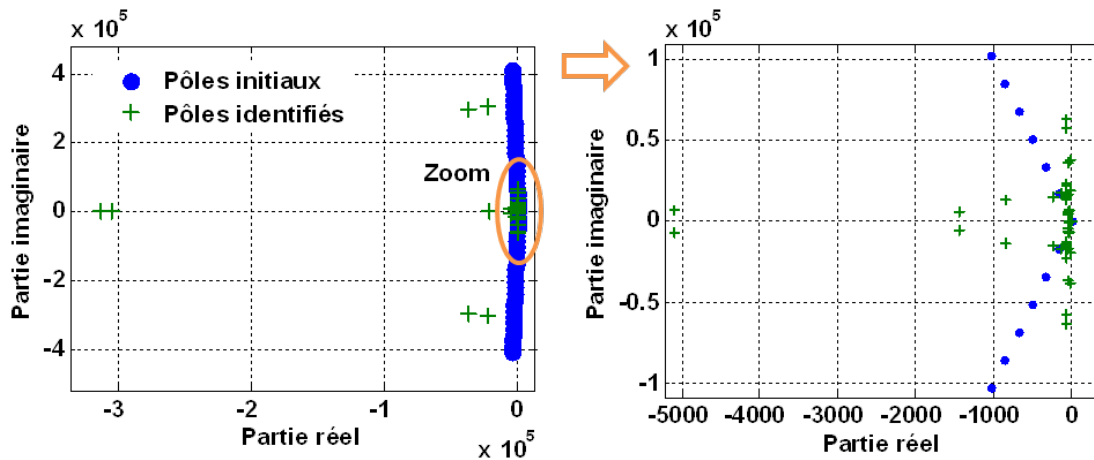 x 10^5
4
2
0
-2
-4
Partie imaginaire
Pôles initiaux
Pôles identifiés
Zoom
-3 -2 -1 0
Partie réel
x 10^5
x 10^5
1
0.5
0
-0.5
-1
Partie imaginaire
-5000 -4000 -3000 -2000 -1000 0
Partie réel